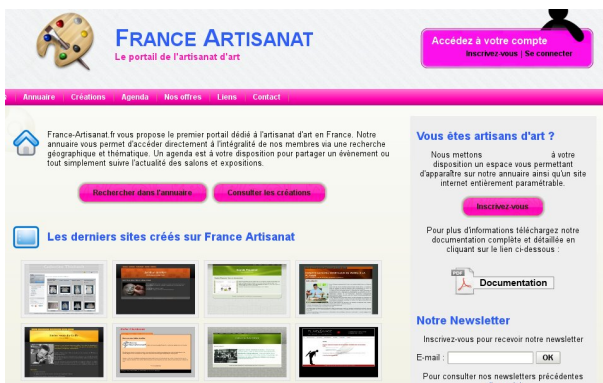 FRANCE ARTISANAT
Le portail de l'artisanat d'art
Accédez à votre compte
Inscrivez-vous | Se connecter
Annuaire | Créations | Agenda | Nos offres | Liens | Contact
France-Artisanat.fr vous propose le premier portail dédié à l'artisanat d'art en France. Notre
annuaire vous permet d'accéder directement à l'intégralité de nos membres via une recherche
géographique et thématique. Un agenda est à votre disposition pour partager un évènement ou
tout simplement suivre l'actualité des salons et expositions.
Rechercher dans l'annuaire
Consulter les créations
Les derniers sites créés sur France Artisanat
Vous êtes artisans d'art ?
Nous mettons à votre
disposition un espace vous permettant
d'apparaître sur notre annuaire ainsi qu'un site
internet entièrement paramétrable.
Inscrivez-vous
Pour plus d'informations téléchargez notre
documentation complète et détaillée en
cliquant sur le lien ci-dessous :
PDF
Documentation
Notre Newsletter
Inscrivez-vous pour recevoir notre newsletter
E-mail :
OK
Pour consulter nos newsletters précédentes